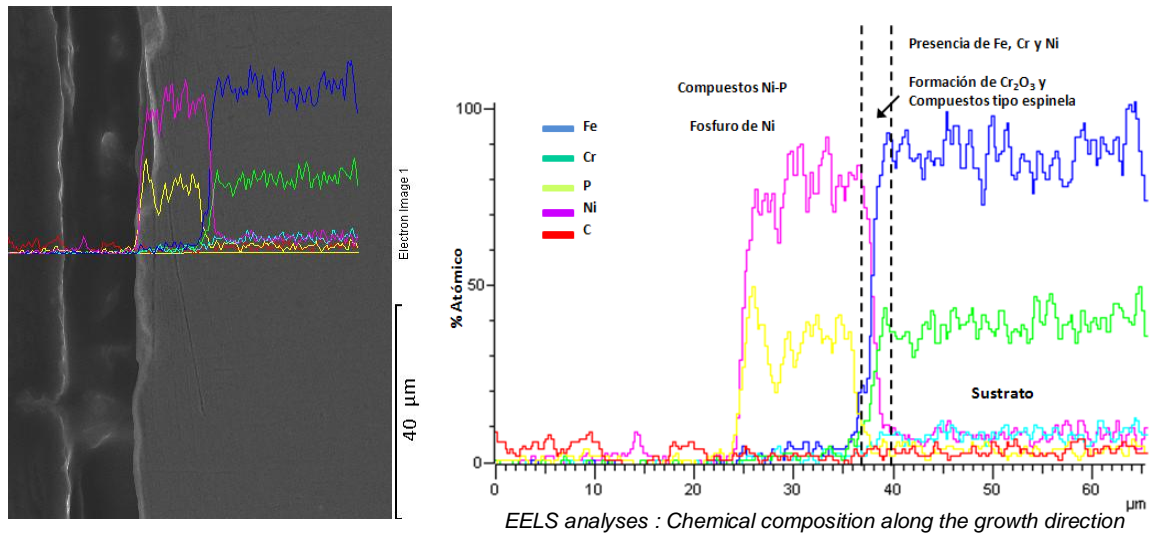 Electron Image 1
40 µm
Presencia de Fe, Cr y Ni
Compuestos Ni-P
Formación de Cr₂O₃ y
Compuestos tipo espinela
Fosfuro de Ni
100
Fe
Cr
P
Ni
C
% Atómico
50
Sustrato
0
0 10 20 30 40 50 60
µm
EELS analyses : Chemical composition along the growth direction